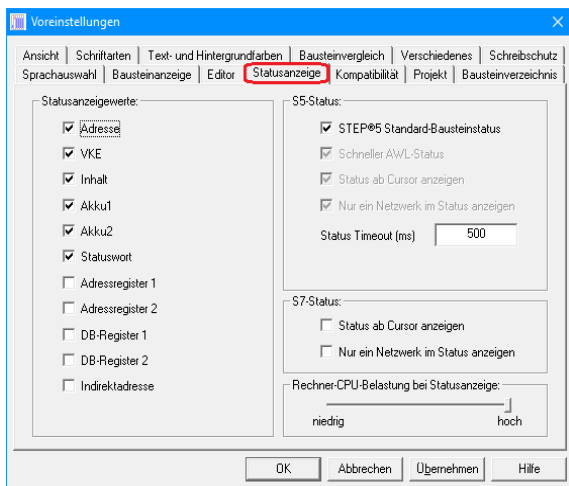 Voreinstellungen
Ansicht Schriftarten Text- und Hintergrundfarben Bausteinvergleich Verschiedenes Schreibschutz
Sprachauswahl Bausteinanzeige Editor Statusanzeige Kompatibilität Projekt Bausteinverzeichnis
Statusanzeigewerte:
Adresse
VKE
Inhalt
Akku1
Akku2
Statuswort
Adressregister 1
Adressregister 2
DB-Register 1
DB-Register 2
Indirektadresse
S5-Status:
STEP®5 Standard-Bausteinstatus
Schneller AWL-Status
Status ab Cursor anzeigen
Nur ein Netzwerk im Status anzeigen
Status Timeout (ms) 500
S7-Status:
Status ab Cursor anzeigen
Nur ein Netzwerk im Status anzeigen
Rechner-CPU-Belastung bei Statusanzeige:
niedrig hoch
OK Abbrechen Übernehmen Hilfe